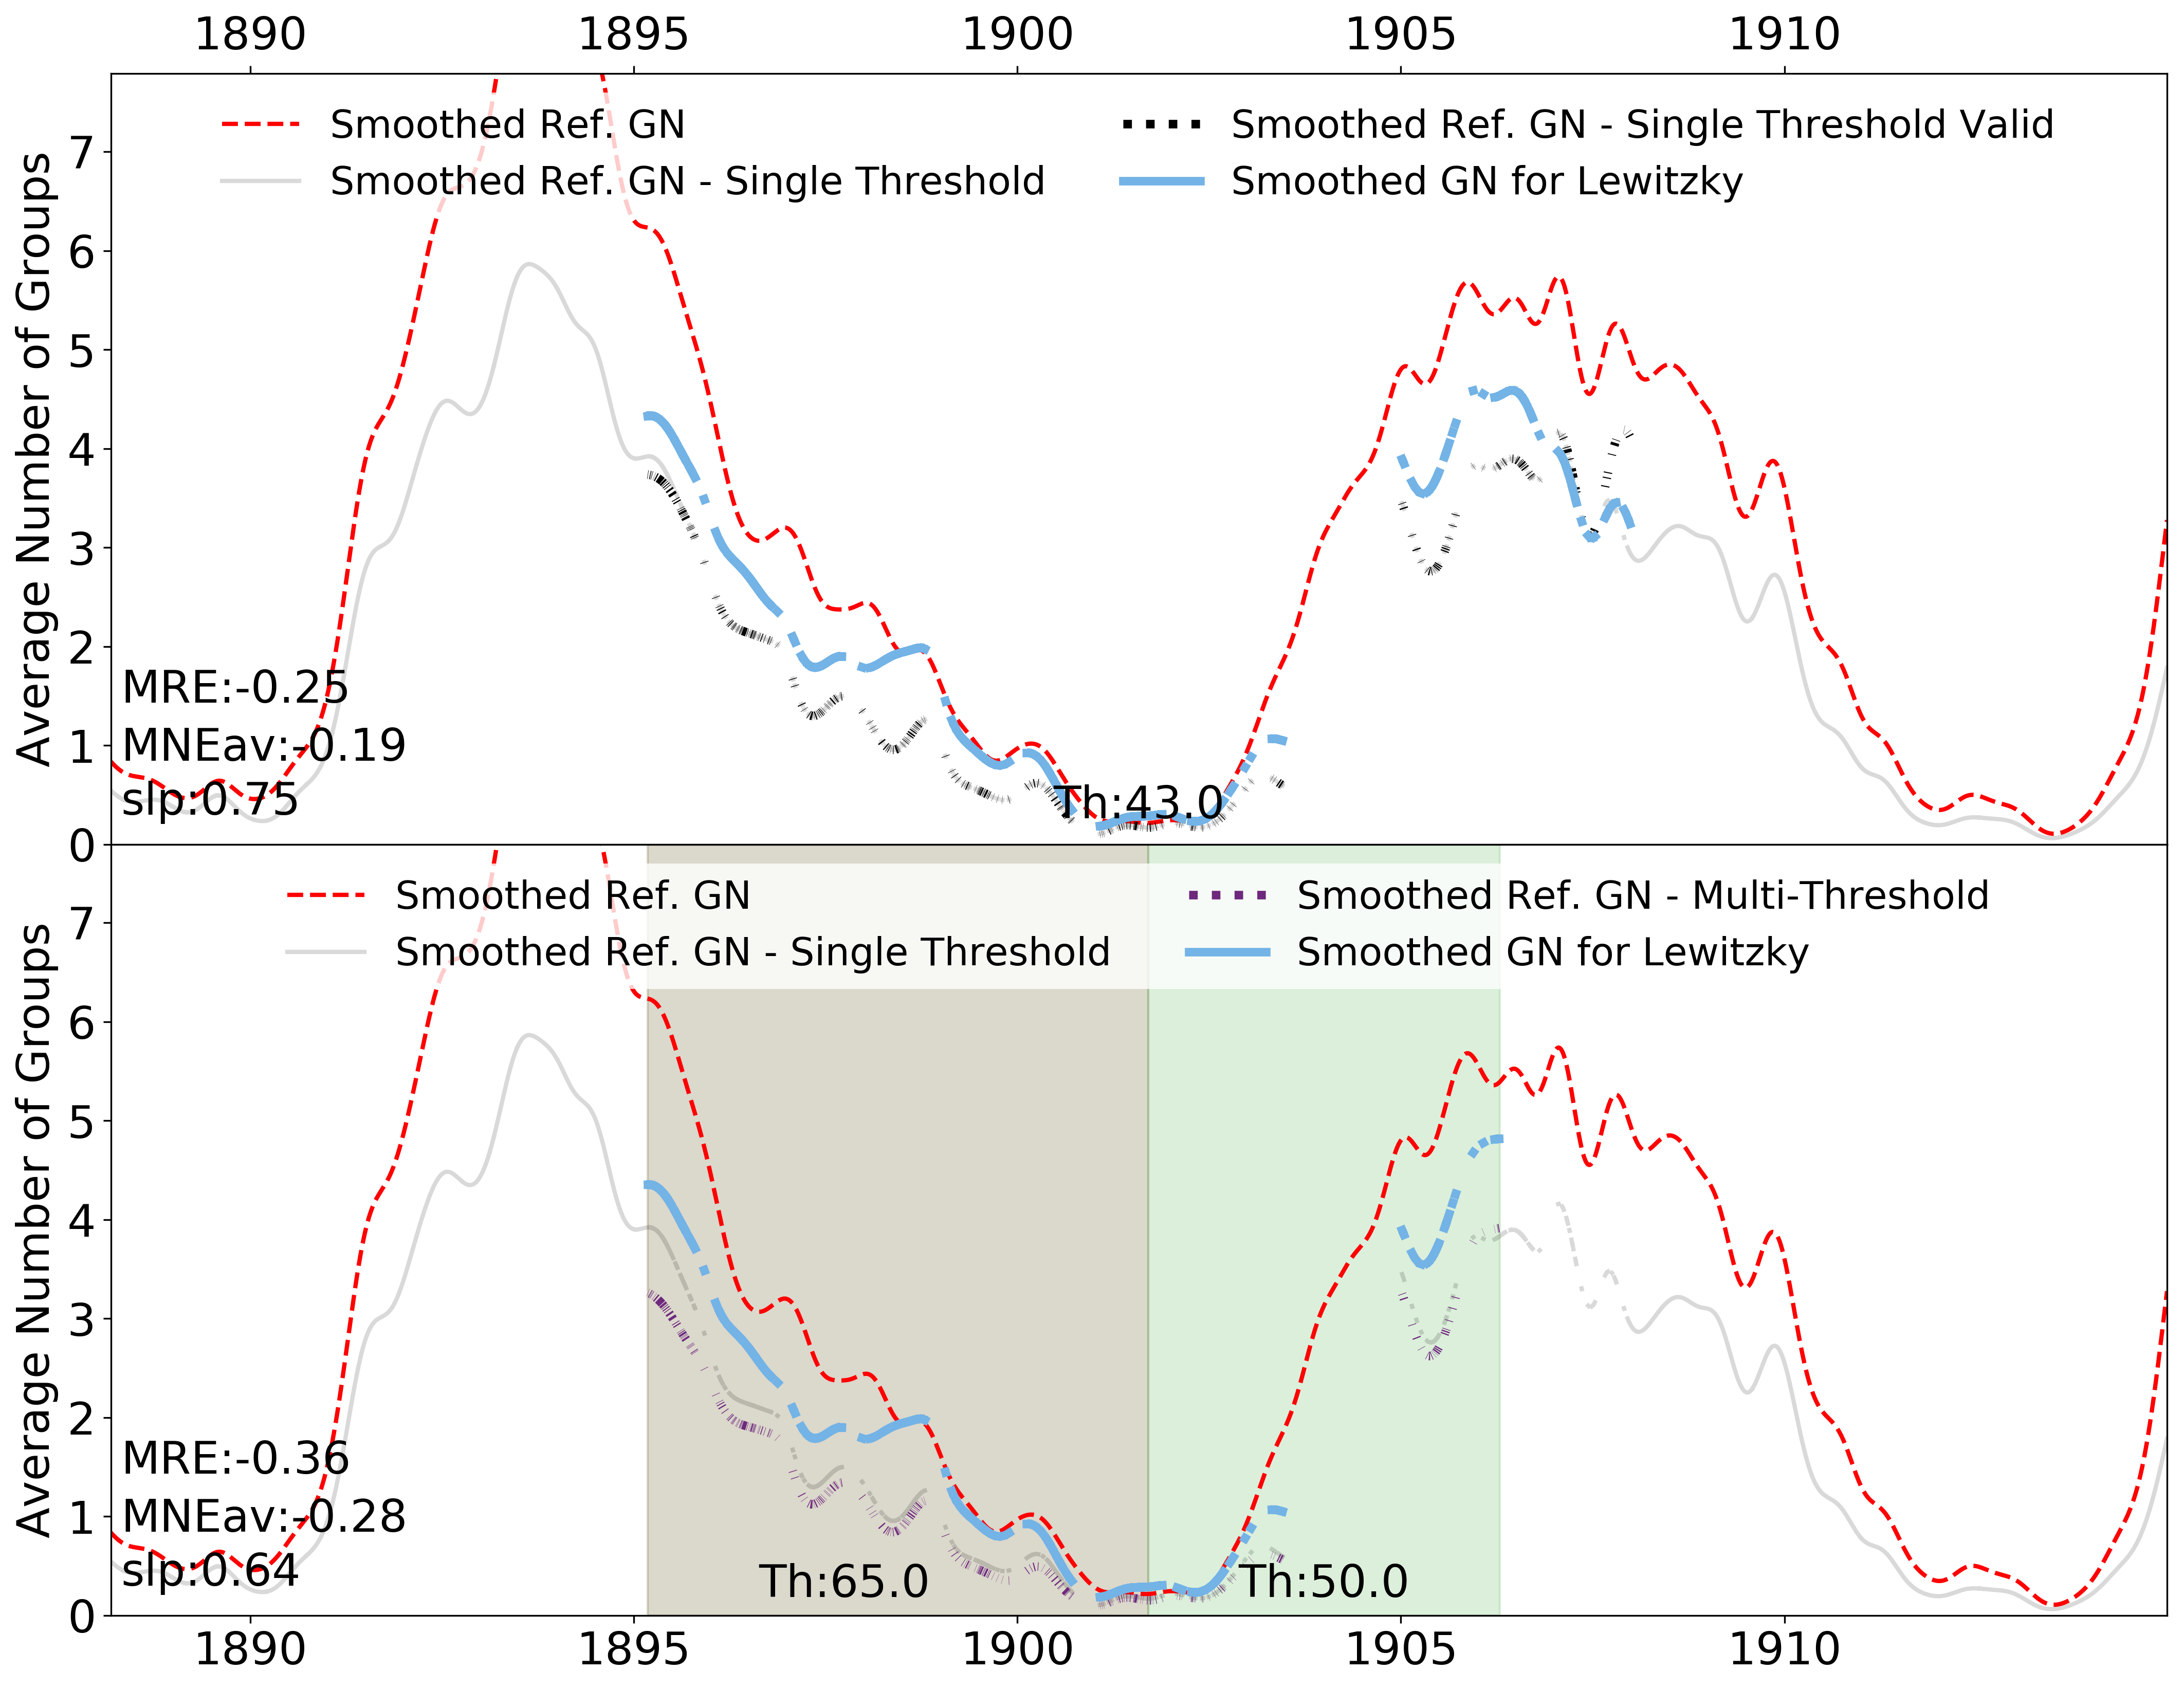 1890 1895 1900 1905 1910
Average Number of Groups
7
6
5
4
3
2
1
0
Smoothed Ref. GN
Smoothed Ref. GN - Single Threshold
Smoothed Ref. GN - Single Threshold Valid
Smoothed GN for Lewitzky
MRE:-0.25
MNEav:-0.19
slp:0.75
Th:43.0
Average Number of Groups
7
6
5
4
3
2
1
0
Smoothed Ref. GN
Smoothed Ref. GN - Single Threshold
Smoothed Ref. GN - Multi-Threshold
Smoothed GN for Lewitzky
MRE:-0.36
MNEav:-0.28
slp:0.64
Th:65.0
Th:50.0
1890 1895 1900 1905 1910